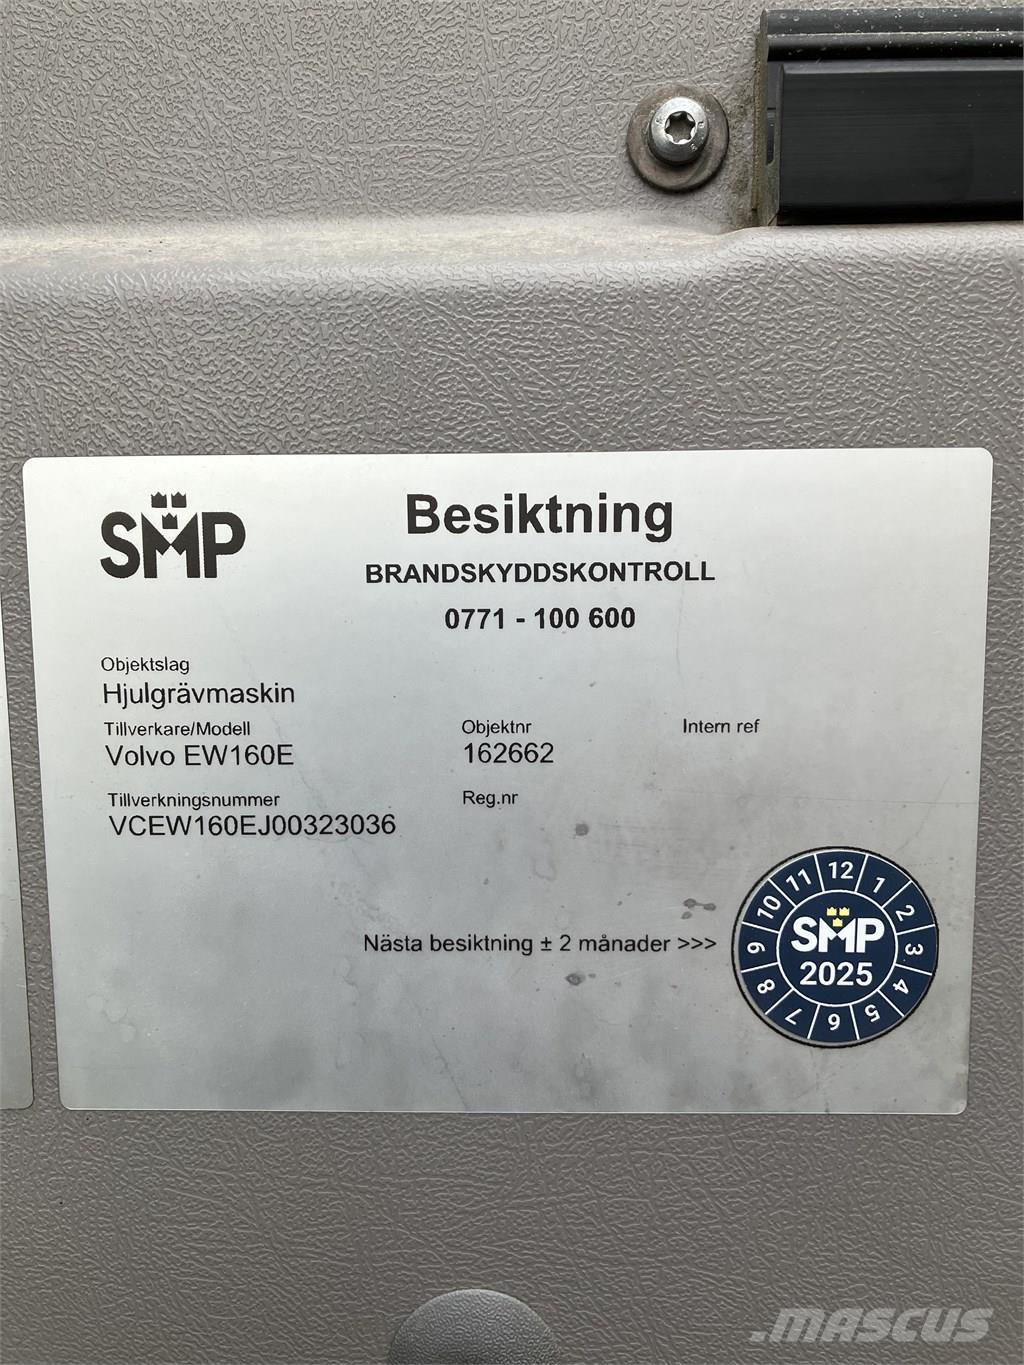 SMP
Besiktning
BRANDSKYDDSKONTROLL
0771 - 100 600
Objektslag
Hjulgrävmaskin
Tillverkare/Modell
Volvo EW160E
Objektnr
162662
Intern ref
Tillverkningsnummer
VCEW160EJ00323036
Reg.nr
Nästa besiktning ± 2 månader >>>
12 1 2 3 4 5 6 7 8 9 10 11
SMP
2025
.MASCUS